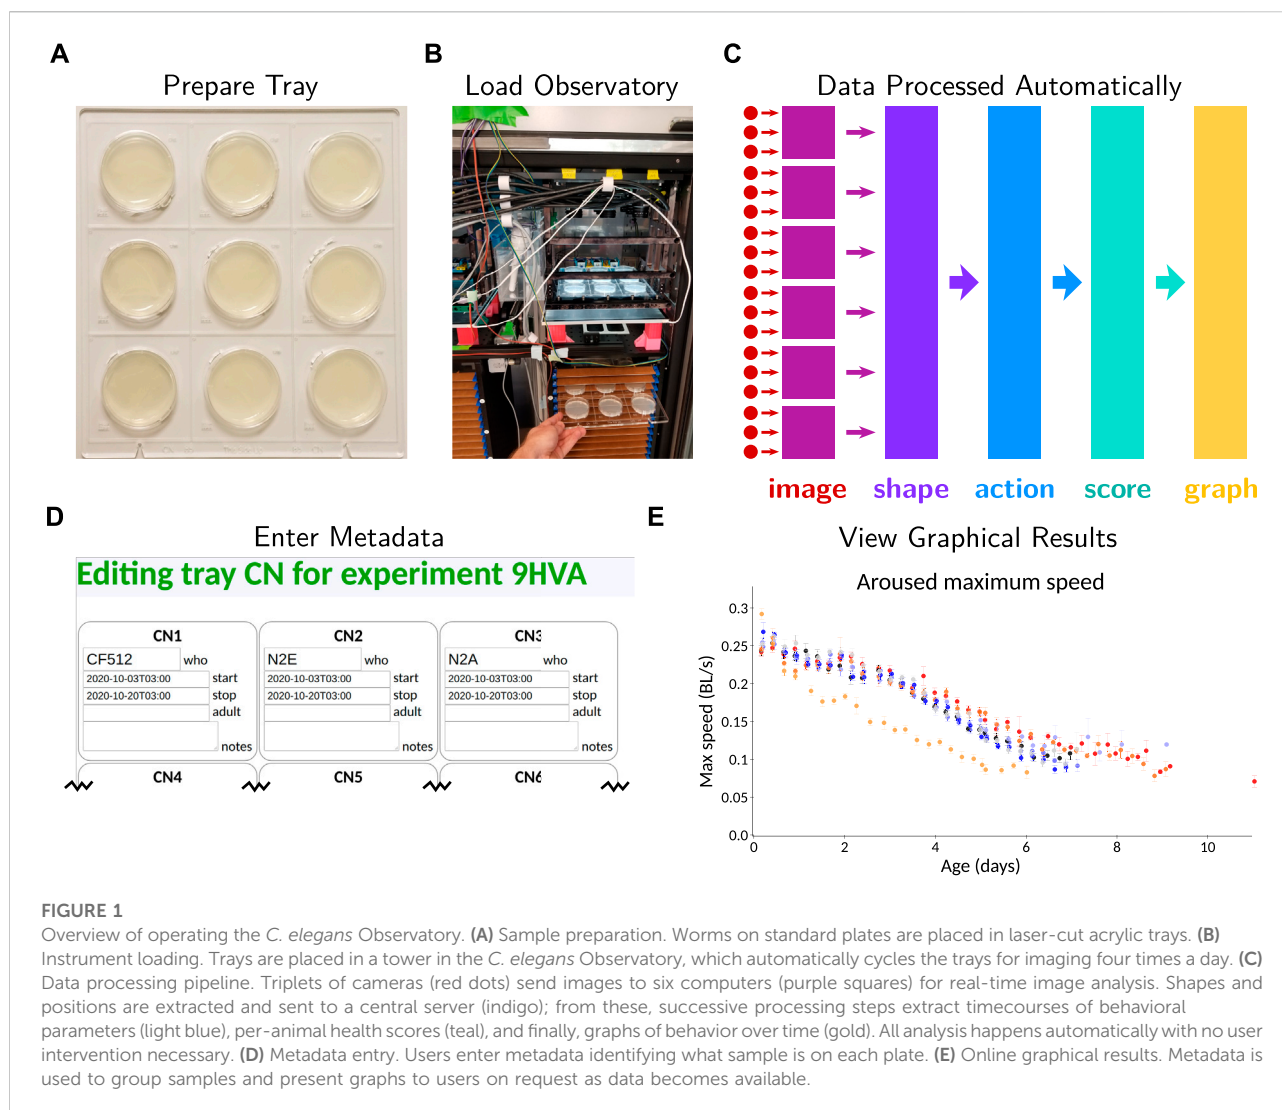 A
Prepare Tray
B
Load Observatory
C
Data Processed Automatically
image shape action score graph
D
Enter Metadata
Editing tray CN for experiment 9HVA
CN1
CF512 who
2020-10-03T03:00 start
2020-10-20T03:00 stop
adult
notes
CN4
CN2
N2E who
2020-10-03T03:00 start
2020-10-20T03:00 stop
adult
notes
CN5
CN3
N2A who
2020-10-03T03:00 start
2020-10-20T03:00 stop
adult
notes
CN6
E
View Graphical Results
Aroused maximum speed
Max speed (BL/s)
0.3
0.25
0.2
0.15
0.1
0.05
0.0
0 2 4 6 8 10
Age (days)
FIGURE 1
Overview of operating the C. elegans Observatory. (A) Sample preparation. Worms on standard plates are placed in laser-cut acrylic trays. (B)
Instrument loading. Trays are placed in a tower in the C. elegans Observatory, which automatically cycles the trays for imaging four times a day. (C)
Data processing pipeline. Triplets of cameras (red dots) send images to six computers (purple squares) for real-time image analysis. Shapes and
positions are extracted and sent to a central server (indigo); from these, successive processing steps extract timecourses of behavioral
parameters (light blue), per-animal health scores (teal), and finally, graphs of behavior over time (gold). All analysis happens automatically with no user
intervention necessary. (D) Metadata entry. Users enter metadata identifying what sample is on each plate. (E) Online graphical results. Metadata is
used to group samples and present graphs to users on request as data becomes available.